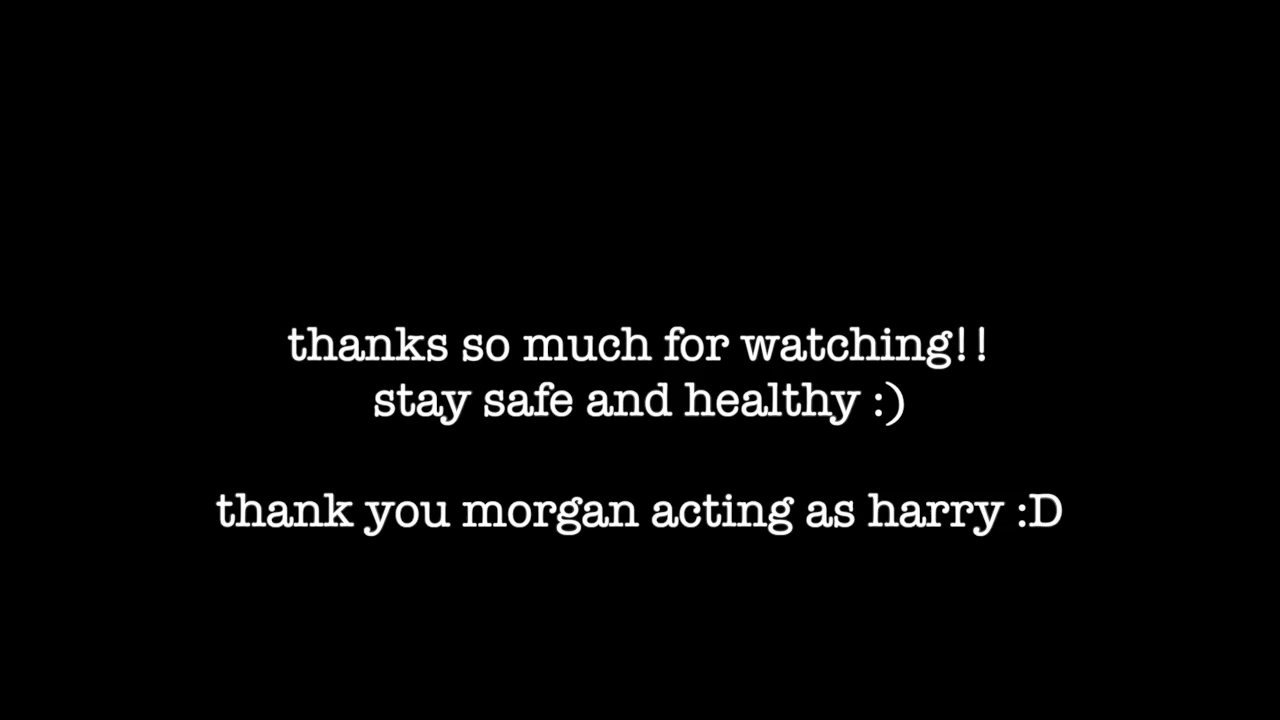 thanks so much for watching!!
stay safe and healthy :)
thank you morgan acting as harry :D